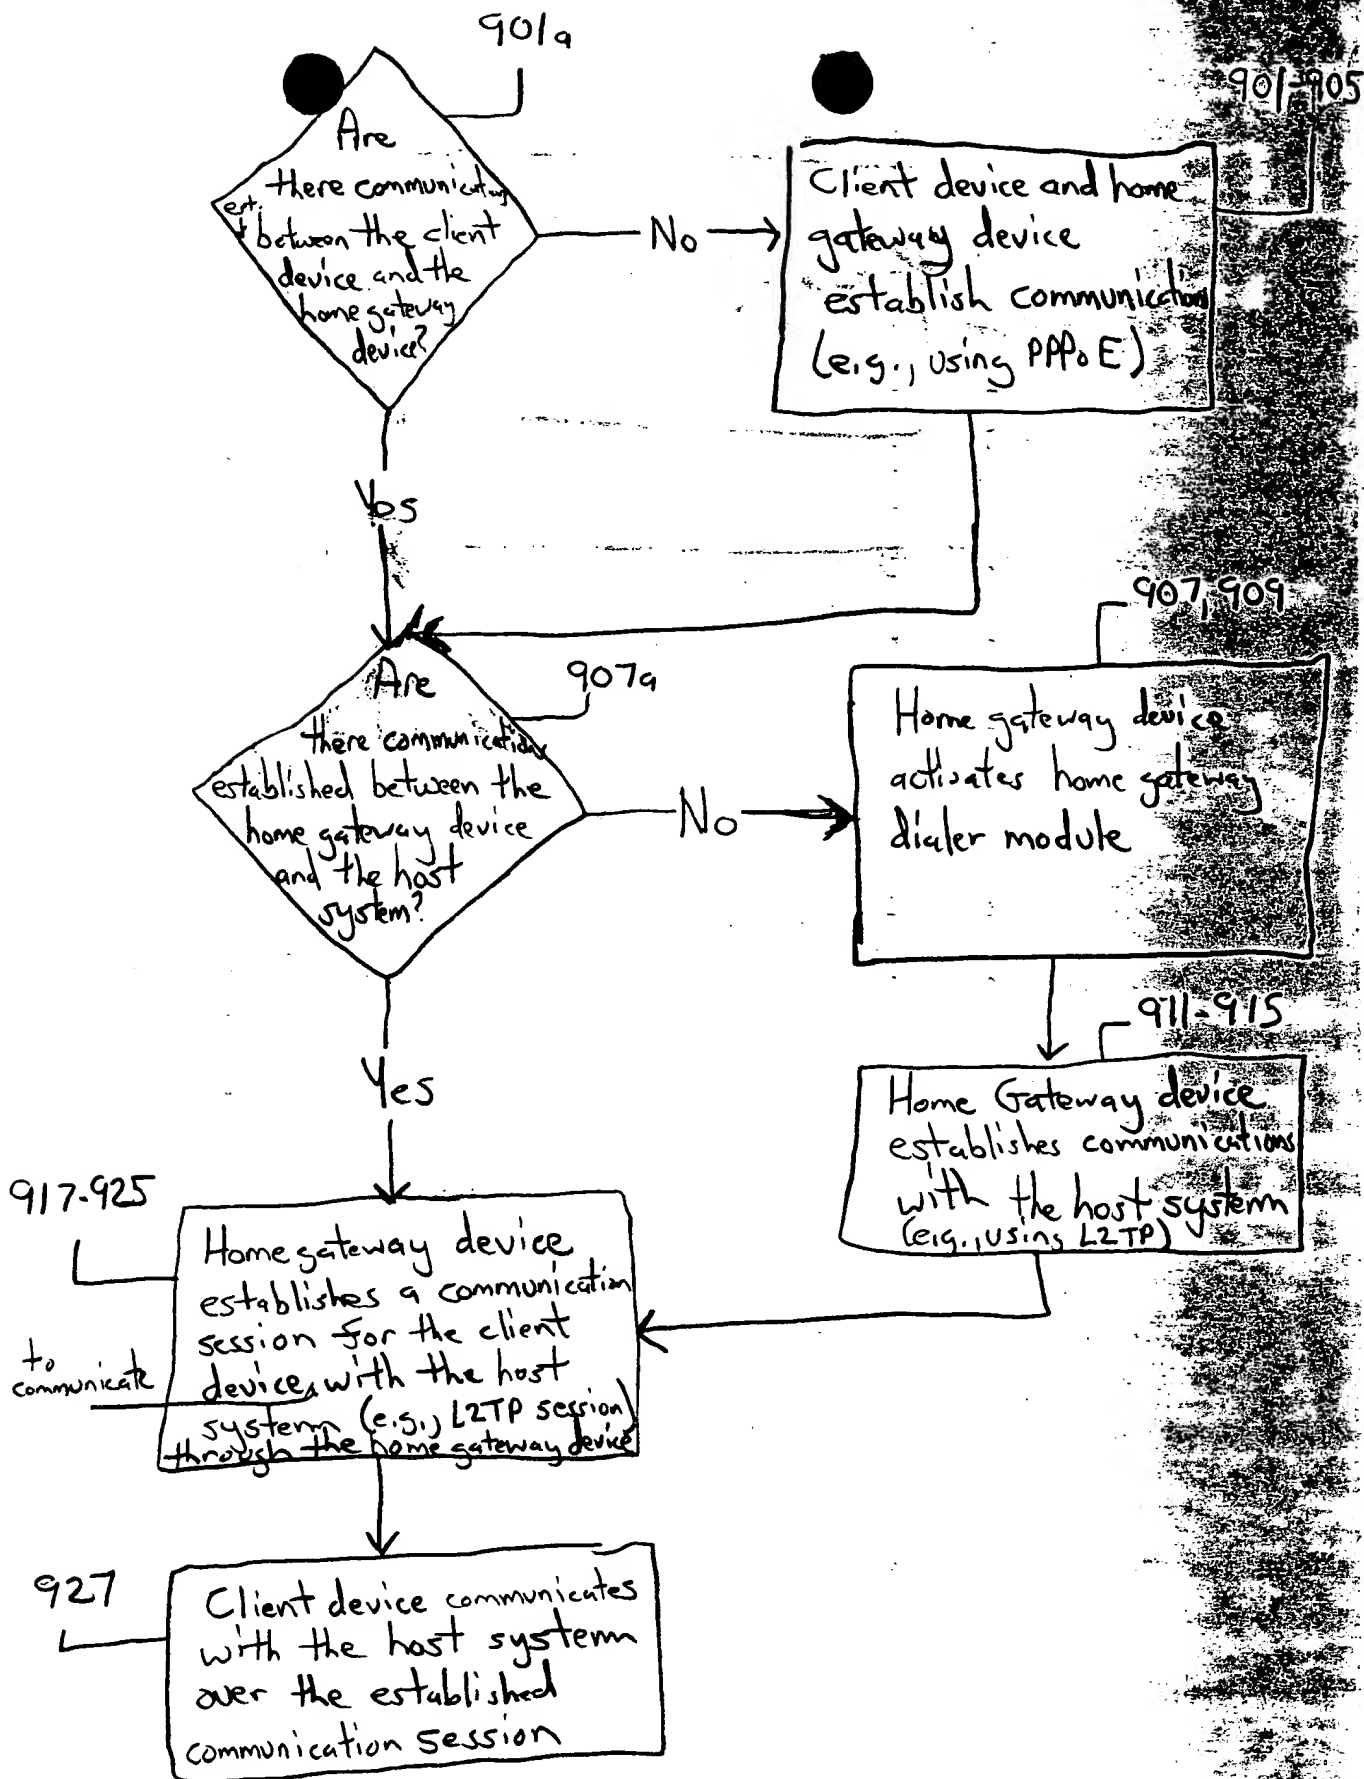 901a
Are
there communications
est.
between the client
device and the
home gateway
device?
No
901-905
Client device and home
gateway device
establish communications
(e.g., using PPPoE)
Yes
907a
Are
there communications
established between the
home gateway device
and the host
system?
No
907, 909
Home gateway device
activates home gateway
dialer module
911-915
Home Gateway device
establishes communications
with the host system
(e.g., using L2TP)
Yes
917-925
Home gateway device
establishes a communication
session for the client
to
communicate
device with the host
system (e.g., L2TP session)
through the home gateway device
927
Client device communicates
with the host system
over the established
communication session